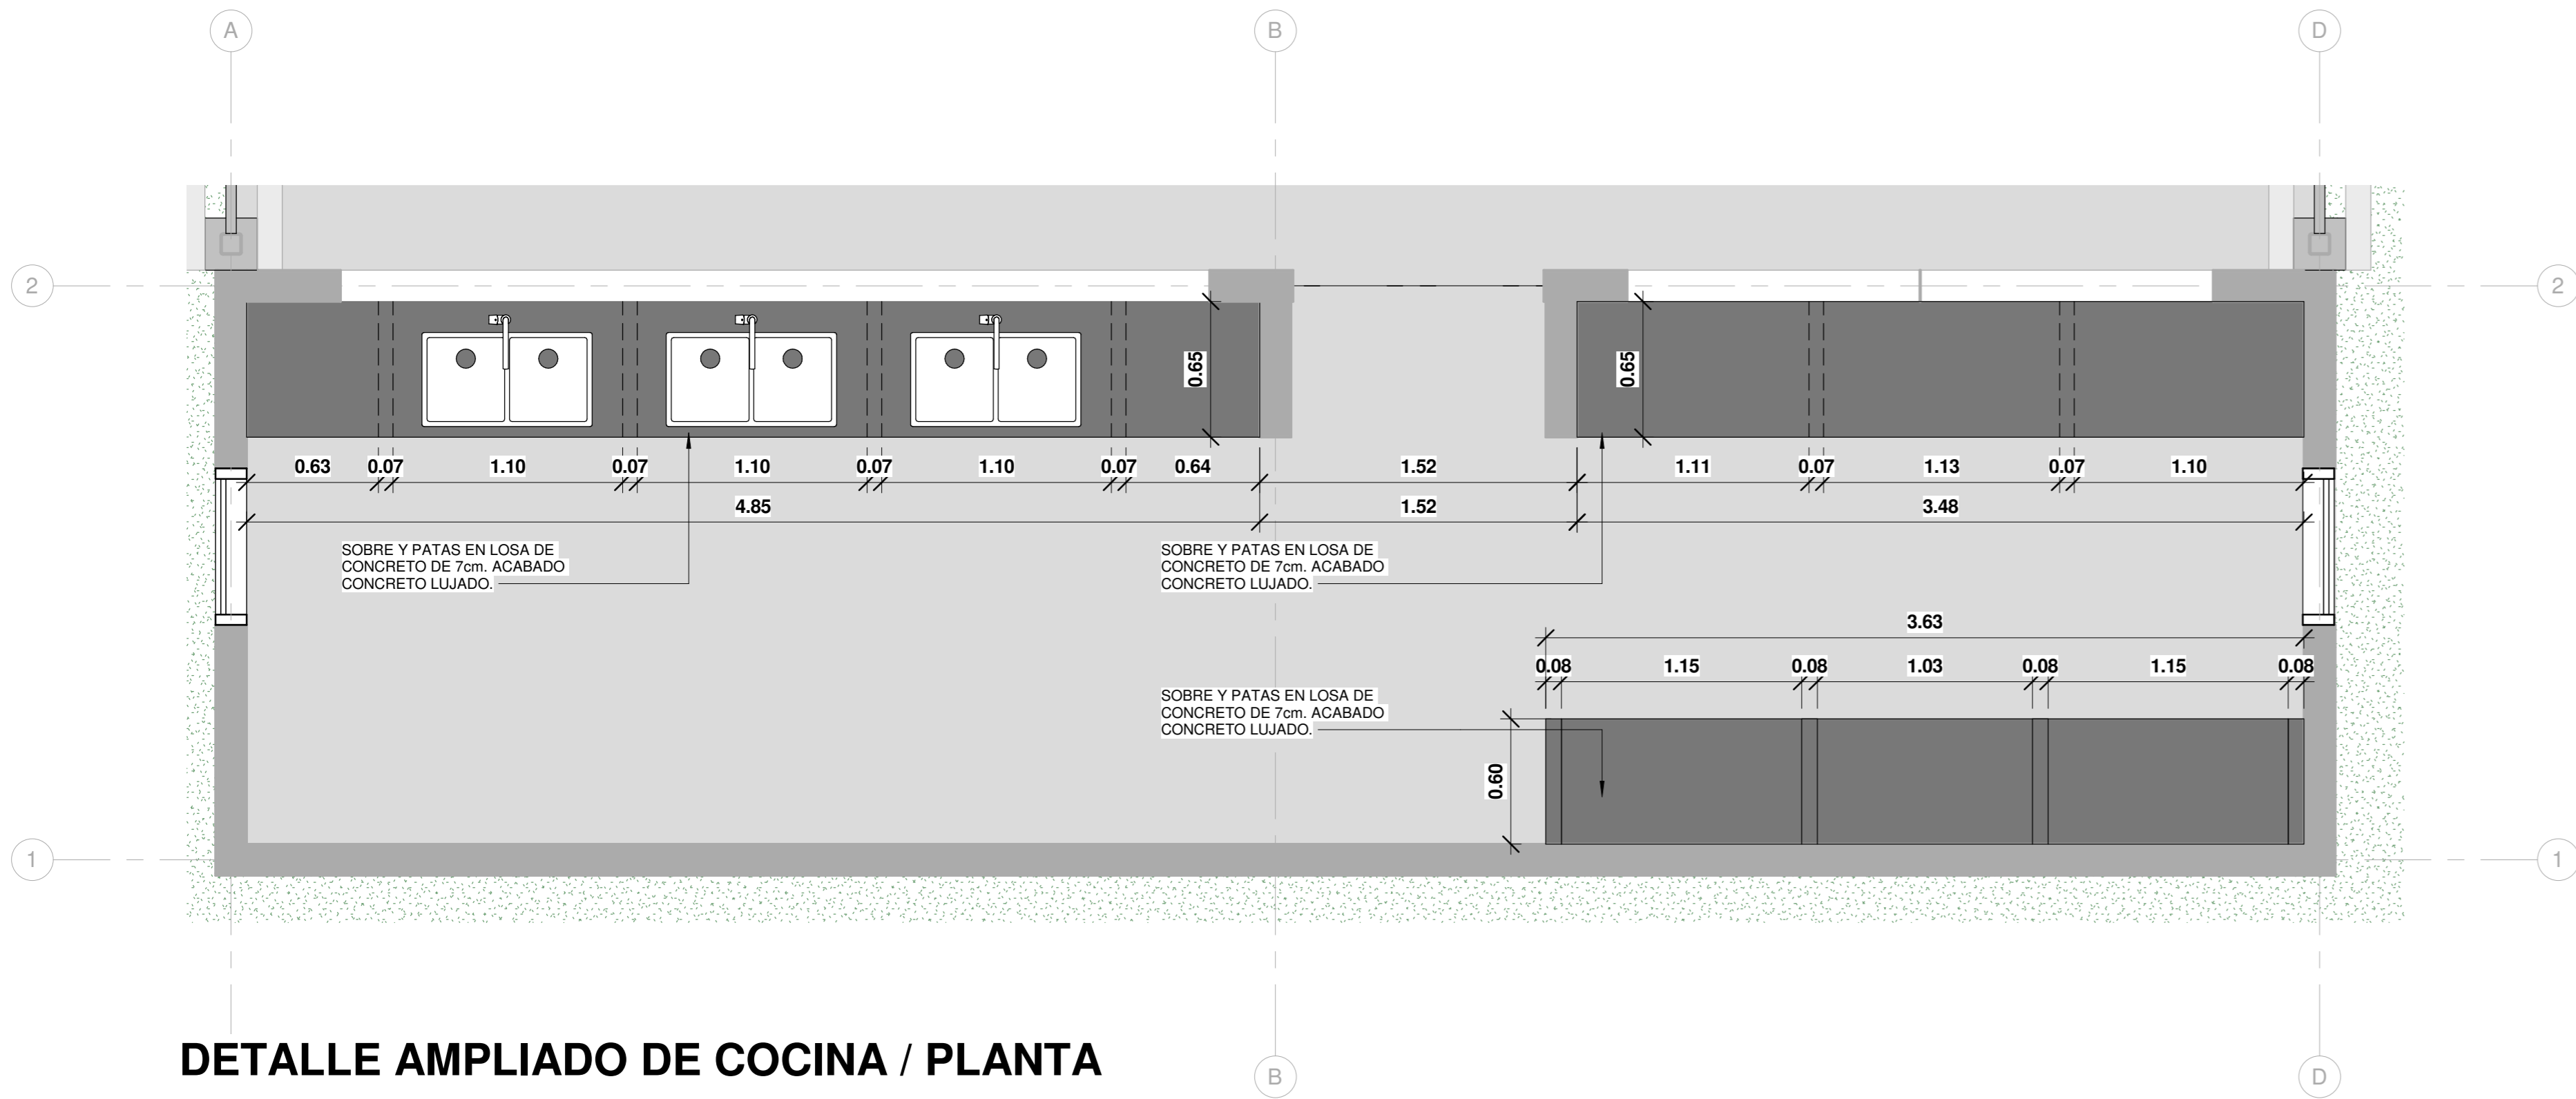 A B D
2 2
0.65 0.65
0.63 0.07 1.10 0.07 1.10 0.07 1.10 0.07 0.64 1.52 1.11 0.07 1.13 0.07 1.10
4.85 1.52 3.48
SOBRE Y PATAS EN LOSA DE
CONCRETO DE 7cm. ACABADO
CONCRETO LUJADO.
SOBRE Y PATAS EN LOSA DE
CONCRETO DE 7cm. ACABADO
CONCRETO LUJADO.
3.63
0.08 1.15 0.08 1.03 0.08 1.15 0.08
SOBRE Y PATAS EN LOSA DE
CONCRETO DE 7cm. ACABADO
CONCRETO LUJADO.
0.60
1 1
DETALLE AMPLIADO DE COCINA / PLANTA
B D